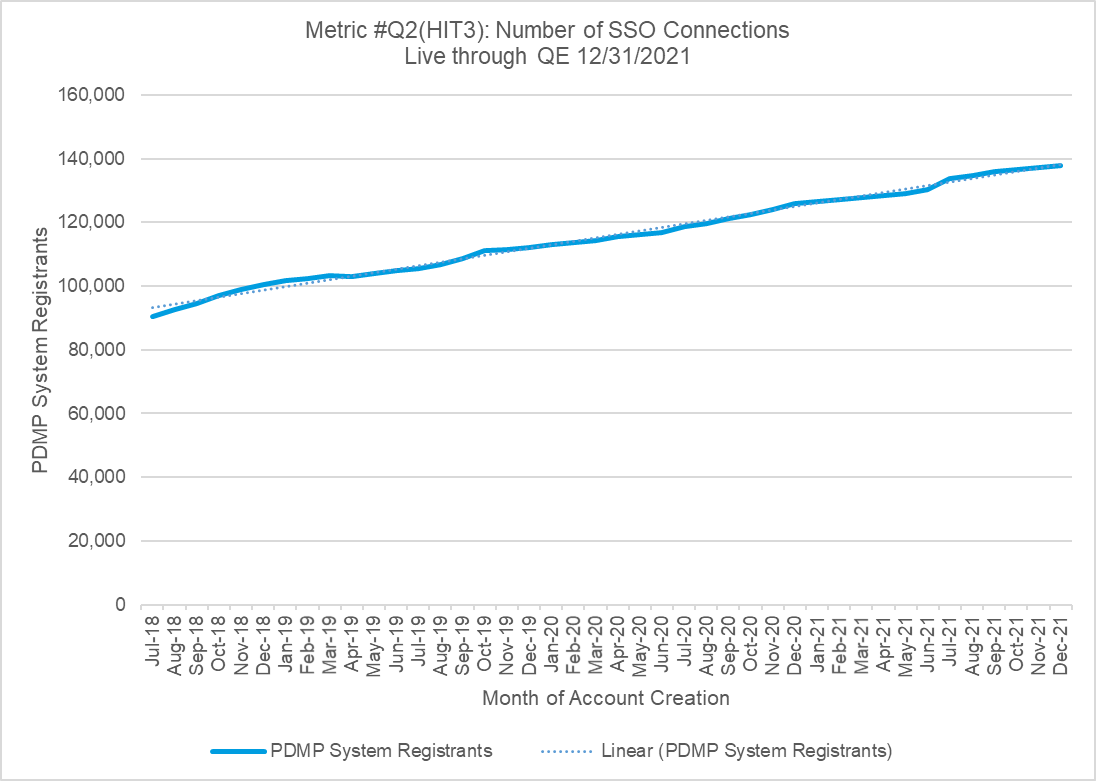 Metric #Q2(HIT3): Number of SSO Connections
Live through QE 12/31/2021
PDMP System Registrants
160,000
140,000
120,000
100,000
80,000
60,000
40,000
20,000
0
Jul-18
Aug-18
Sep-18
Oct-18
Nov-18
Dec-18
Jan-19
Feb-19
Mar-19
Apr-19
May-19
Jun-19
Jul-19
Aug-19
Sep-19
Oct-19
Nov-19
Dec-19
Jan-20
Feb-20
Mar-20
Apr-20
May-20
Jun-20
Jul-20
Aug-20
Sep-20
Oct-20
Nov-20
Dec-20
Jan-21
Feb-21
Mar-21
Apr-21
May-21
Jun-21
Jul-21
Aug-21
Sep-21
Oct-21
Nov-21
Dec-21
Month of Account Creation
PDMP System Registrants
Linear (PDMP System Registrants)